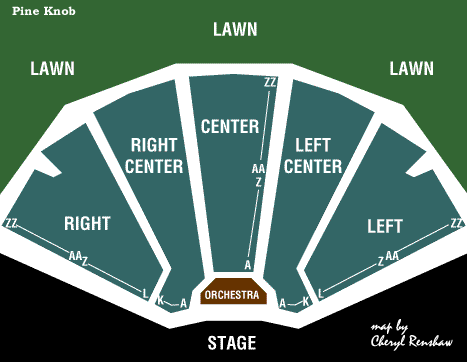 Pine Knob
LAWN
LAWN
LAWN
ZZ
CENTER
RIGHT
CENTER
LEFT
CENTER
AA
Z
RIGHT
LEFT
ZZ
ZZ
AA
Z
AA
Z
A
L
K
A
ORCHESTRA
A
K
L
STAGE
map by
Cheryl Renshaw